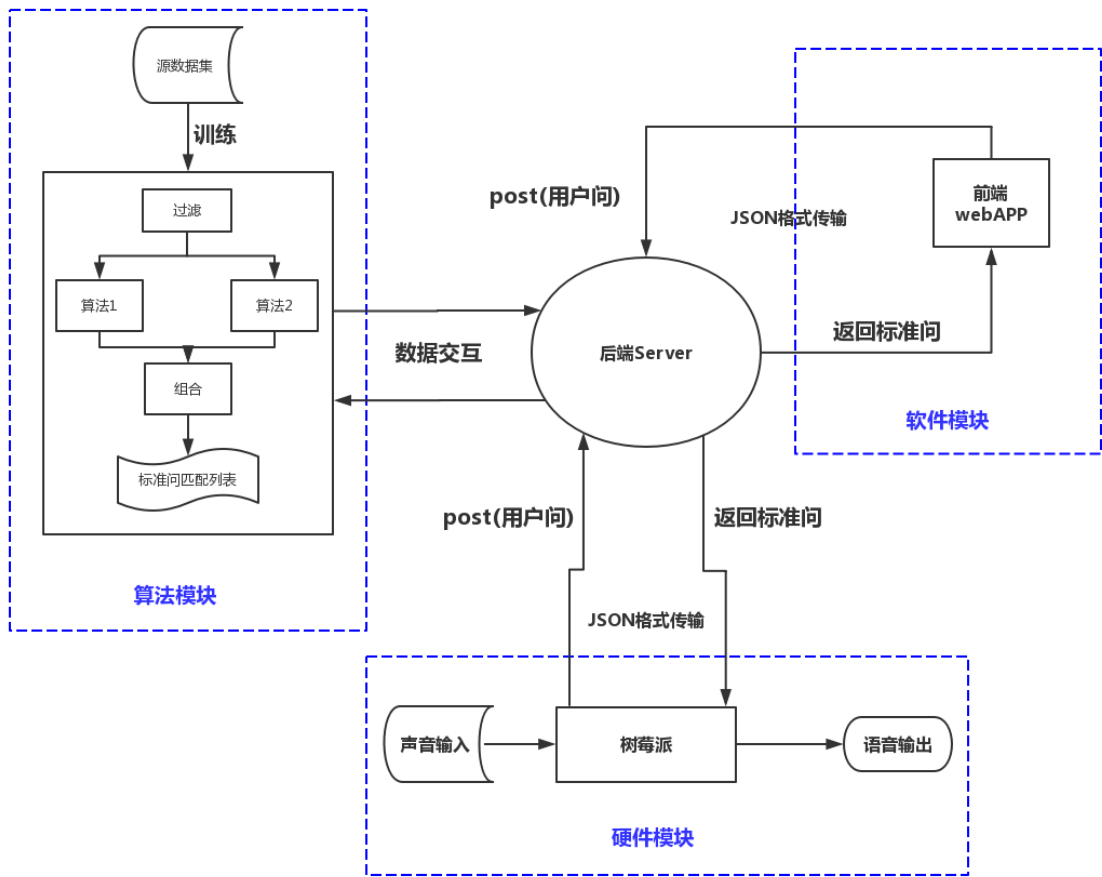 源数据集
训练
过滤
算法1
算法2
组合
标准问匹配列表
算法模块
数据交互
后端Server
post(用户问)
JSON格式传输
前端
webAPP
返回标准问
软件模块
post(用户问)
返回标准问
JSON格式传输
声音输入
树莓派
语音输出
硬件模块